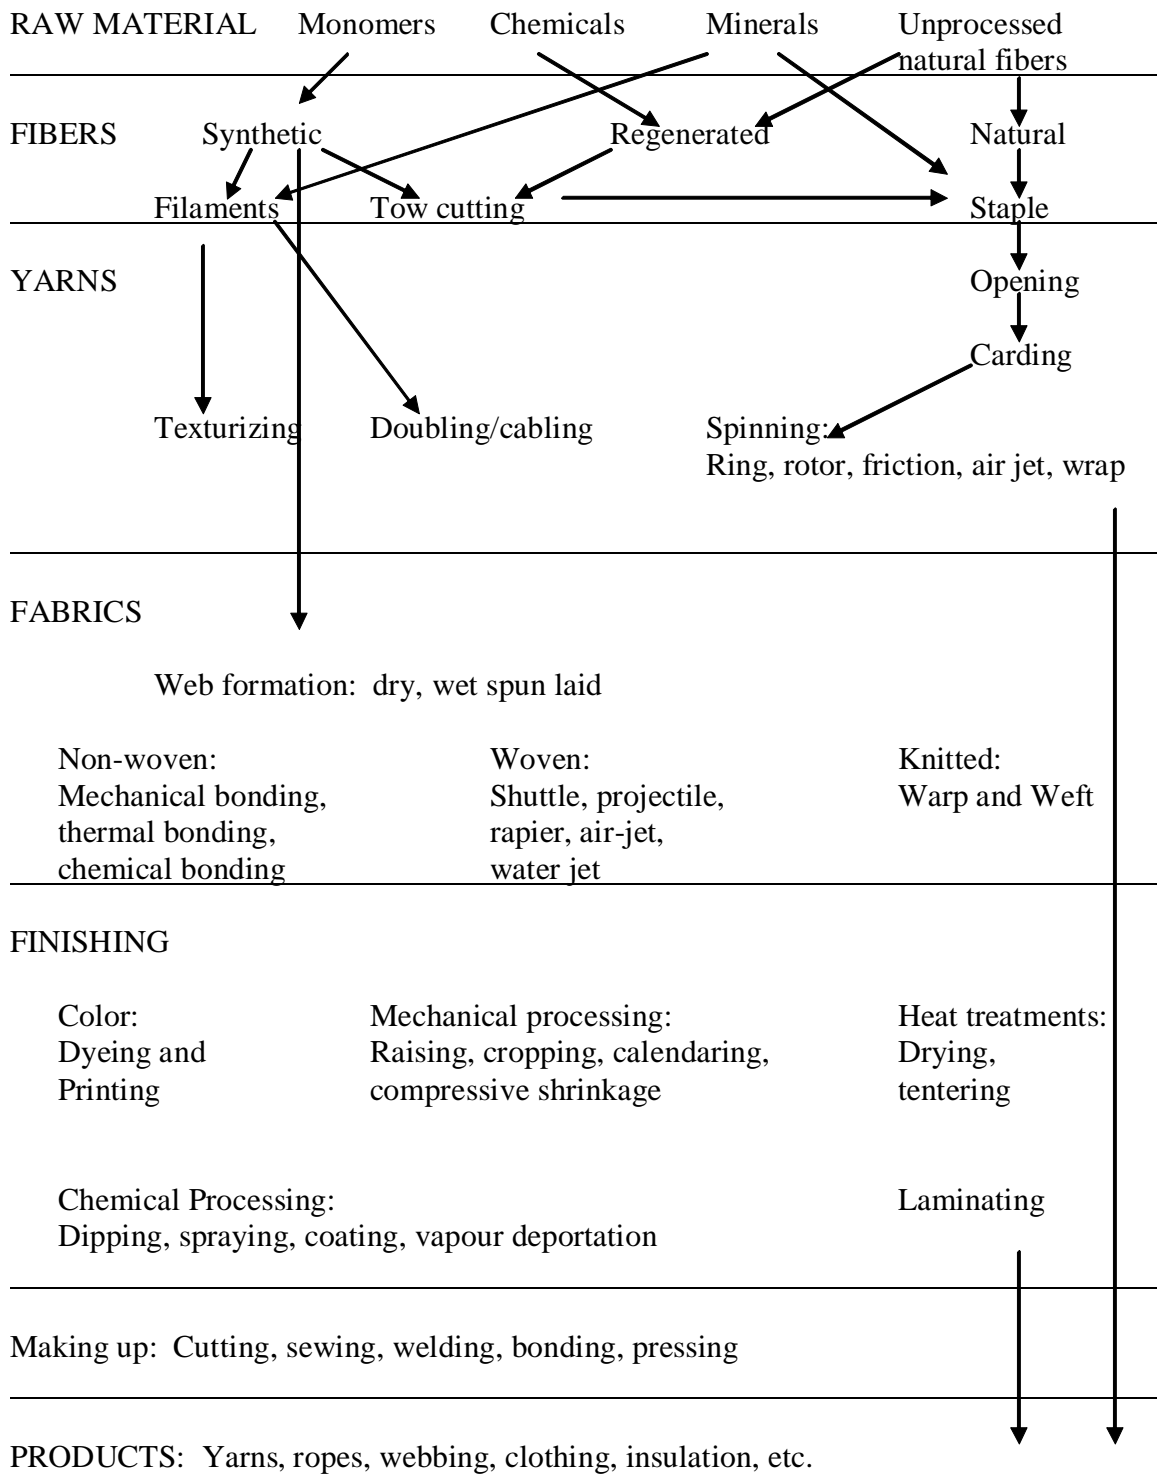 RAW MATERIAL Monomers Chemicals Minerals Unprocessed
natural fibers
FIBERS Synthetic Regenerated Natural
Filaments Tow cutting Staple
YARNS Opening
Carding
Texturizing Doubling/cabling Spinning:
Ring, rotor, friction, air jet, wrap
FABRICS
Web formation: dry, wet spun laid
Non-woven: Woven: Knitted:
Mechanical bonding, Shuttle, projectile, Warp and Weft
thermal bonding, rapier, air-jet,
chemical bonding water jet
FINISHING
Color: Mechanical processing: Heat treatments:
Dyeing and Raising, cropping, calendaring, Drying,
Printing compressive shrinkage tentering
Chemical Processing: Laminating
Dipping, spraying, coating, vapour deportation
Making up: Cutting, sewing, welding, bonding, pressing
PRODUCTS: Yarns, ropes, webbing, clothing, insulation, etc.